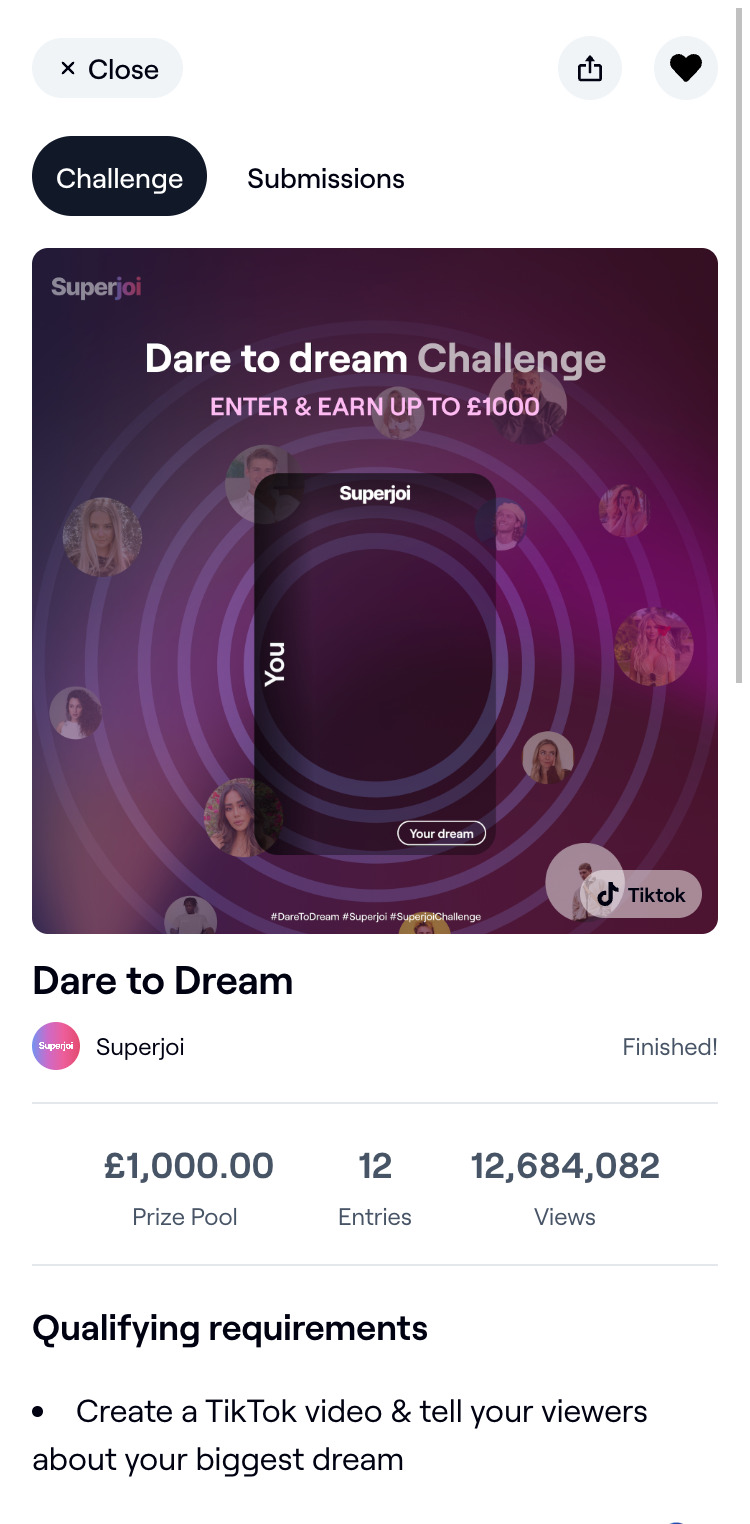 Close
Challenge Submissions
Superjoi
Dare to dream Challenge
ENTER & EARN UP TO £1000
Superjoi
You
Your dream
Tiktok
#DareToDream #Superjoi #SuperjoiChallenge
Dare to Dream
Superjoi Superjoi Finished!
£1,000.00 12 12,684,082
Prize Pool Entries Views
Qualifying requirements
• Create a TikTok video & tell your viewers
about your biggest dream